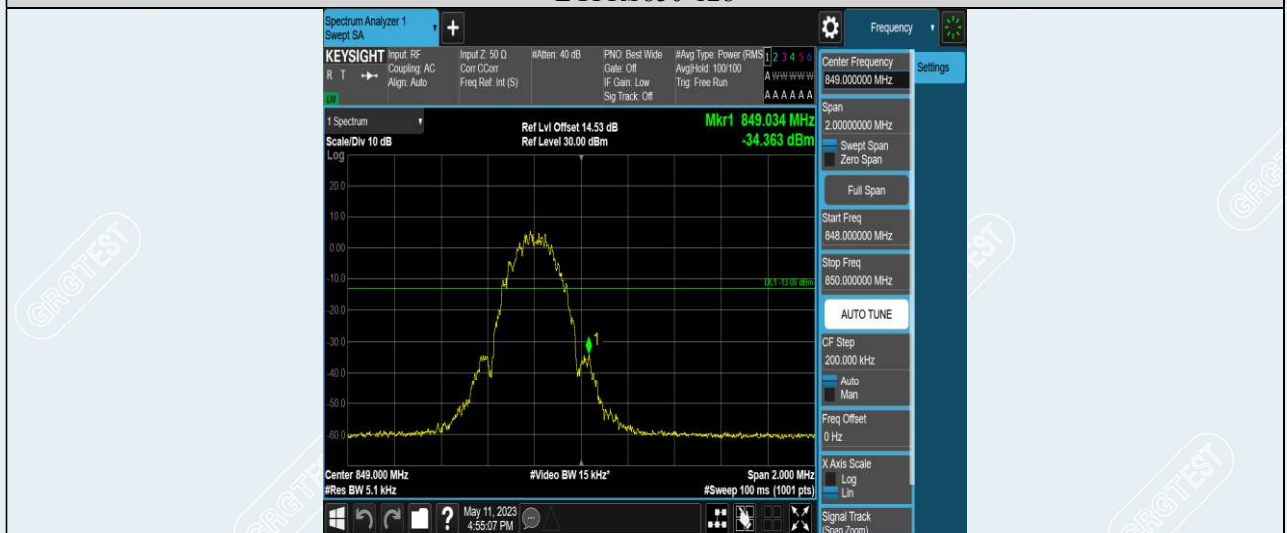 Spectrum Analyzer 1
Swept SA
+
Frequency
KEYSIGHT
R T
Input: RF
Coupling: AC
Align: Auto
Input Z: 50 Ω
Corr CCorr
Freq Ref: Int (S)
#Atten: 40 dB
PNO: Best Wide
Gate: Off
IF Gain: Low
Sig Track: Off
#Avg Type: Power (RMS
Avg|Hold: 100/100
Trig: Free Run
1 2 3 4 5 6
A W W W W W
A A A A A A
Center Frequency
849.000000 MHz
Settings
Span
2.00000000 MHz
Swept Span
Zero Span
Full Span
Start Freq
848.000000 MHz
Stop Freq
850.000000 MHz
AUTO TUNE
CF Step
200.000 kHz
Auto
Man
Freq Offset
0 Hz
X Axis Scale
Log
Lin
Signal Track
(Span Zoom)
1 Spectrum
Scale/Div 10 dB
Ref Lvl Offset 14.53 dB
Ref Level 30.00 dBm
Mkr1 849.034 MHz
-34.363 dBm
Log
20.0
10.0
0.00
-10.0
DL1 -13.00 dBm
-20.0
-30.0
1
-40.0
-50.0
-60.0
Center 849.000 MHz
#Res BW 5.1 kHz
#Video BW 15 kHz*
Span 2.000 MHz
#Sweep 100 ms (1001 pts)
?
May 11, 2023
4:55:07 PM
GRGTEST
GRGTEST
GRGTEST